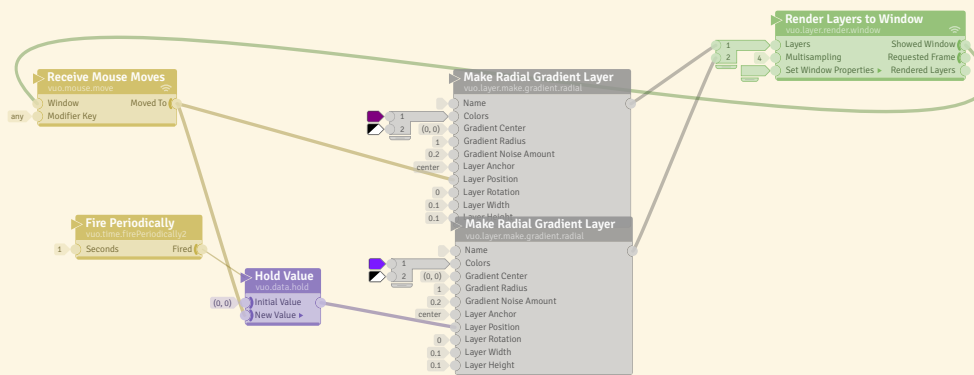 Render Layers to Window
vuo.layer.render.window
1
Layers
Showed Window
2
4
Multisampling
Requested Frame
Set Window Properties ▸
Rendered Layers
Receive Mouse Moves
vuo.mouse.move
Window
Moved To
any
Modifier Key
Make Radial Gradient Layer
vuo.layer.make.gradient.radial
Name
1
Colors
2
(0, 0)
Gradient Center
1
Gradient Radius
0.2
Gradient Noise Amount
center
Layer Anchor
Layer Position
0
Layer Rotation
0.1
Layer Width
0.1
Layer Height
Fire Periodically
vuo.time.firePeriodically2
1
Seconds
Fired
Make Radial Gradient Layer
vuo.layer.make.gradient.radial
Name
1
Colors
2
(0, 0)
Gradient Center
1
Gradient Radius
0.2
Gradient Noise Amount
center
Layer Anchor
Layer Position
0
Layer Rotation
0.1
Layer Width
0.1
Layer Height
Hold Value
vuo.data.hold
(0, 0)
Initial Value
New Value ▸